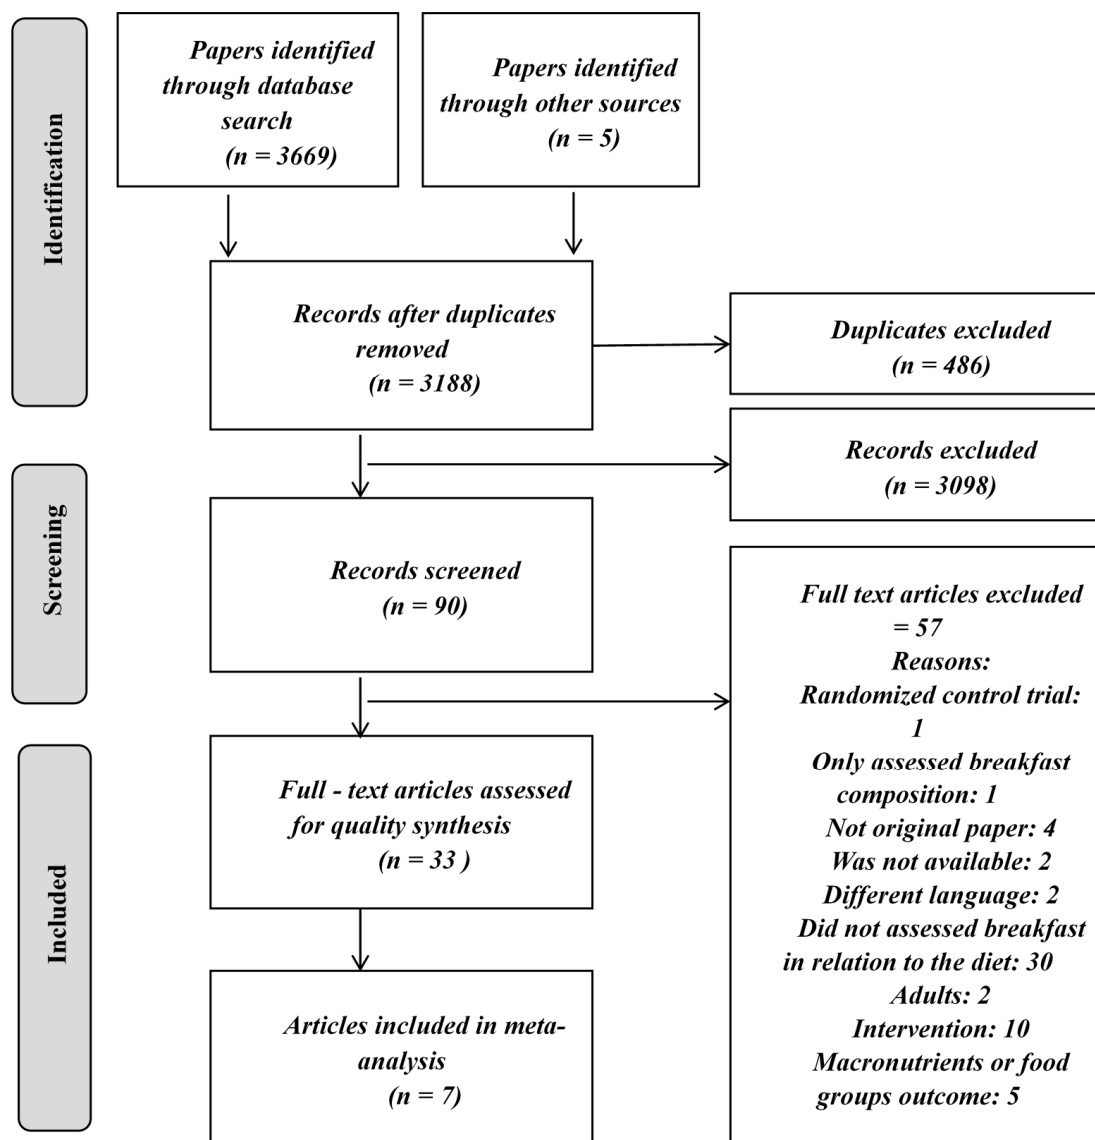 Identification
Papers identified
through database
search
(n = 3669)
Papers identified
through other sources
(n = 5)
Records after duplicates
removed
(n = 3188)
Duplicates excluded
(n = 486)
Records excluded
(n = 3098)
Screening
Records screened
(n = 90)
Full text articles excluded
= 57
Reasons:
Randomized control trial:
1
Only assessed breakfast
composition: 1
Not original paper: 4
Was not available: 2
Different language: 2
Did not assessed breakfast
in relation to the diet: 30
Adults: 2
Intervention: 10
Macronutrients or food
groups outcome: 5
Included
Full - text articles assessed
for quality synthesis
(n = 33 )
Articles included in meta-
analysis
(n = 7)